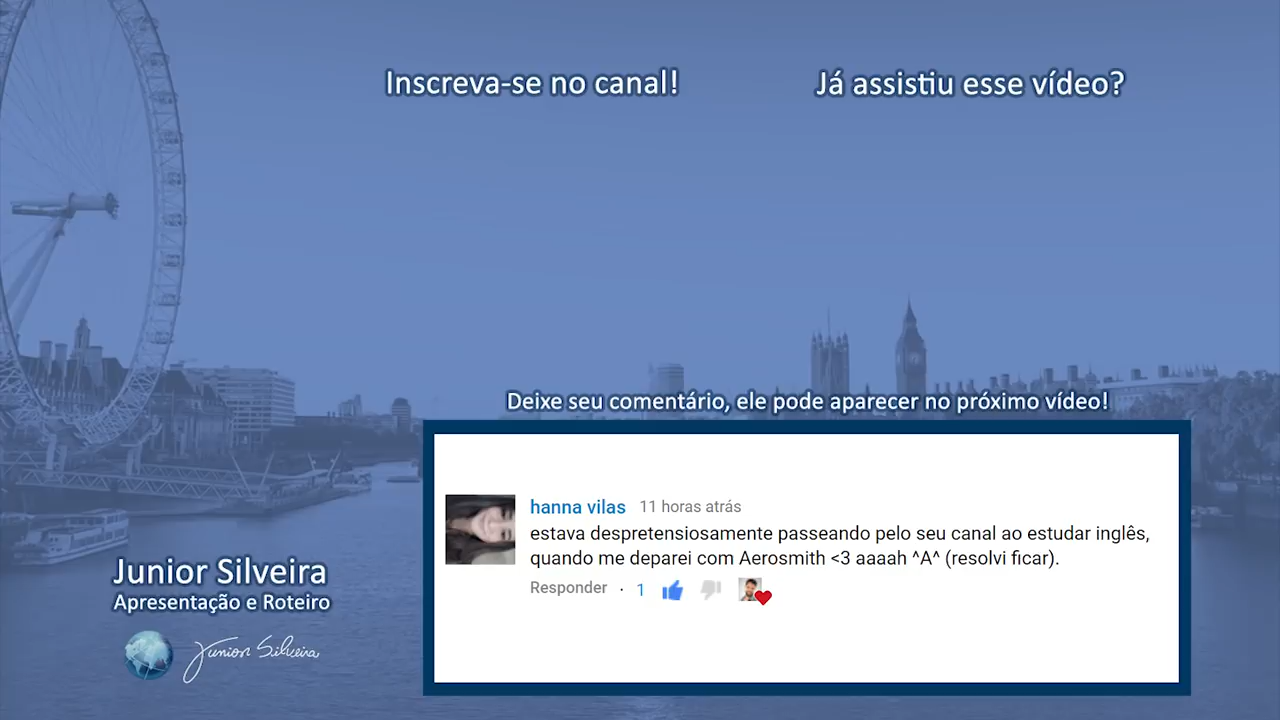 Inscreva-se no canal!
Já assistiu esse vídeo?
Deixe seu comentário, ele pode aparecer no próximo vídeo!
hanna vilas 11 horas atrás
estava despretensiosamente passeando pelo seu canal ao estudar inglês,
quando me deparei com Aerosmith <3 aaaah ^A^ (resolvi ficar).
Responder · 1
Junior Silveira
Apresentação e Roteiro
Junior Silveira